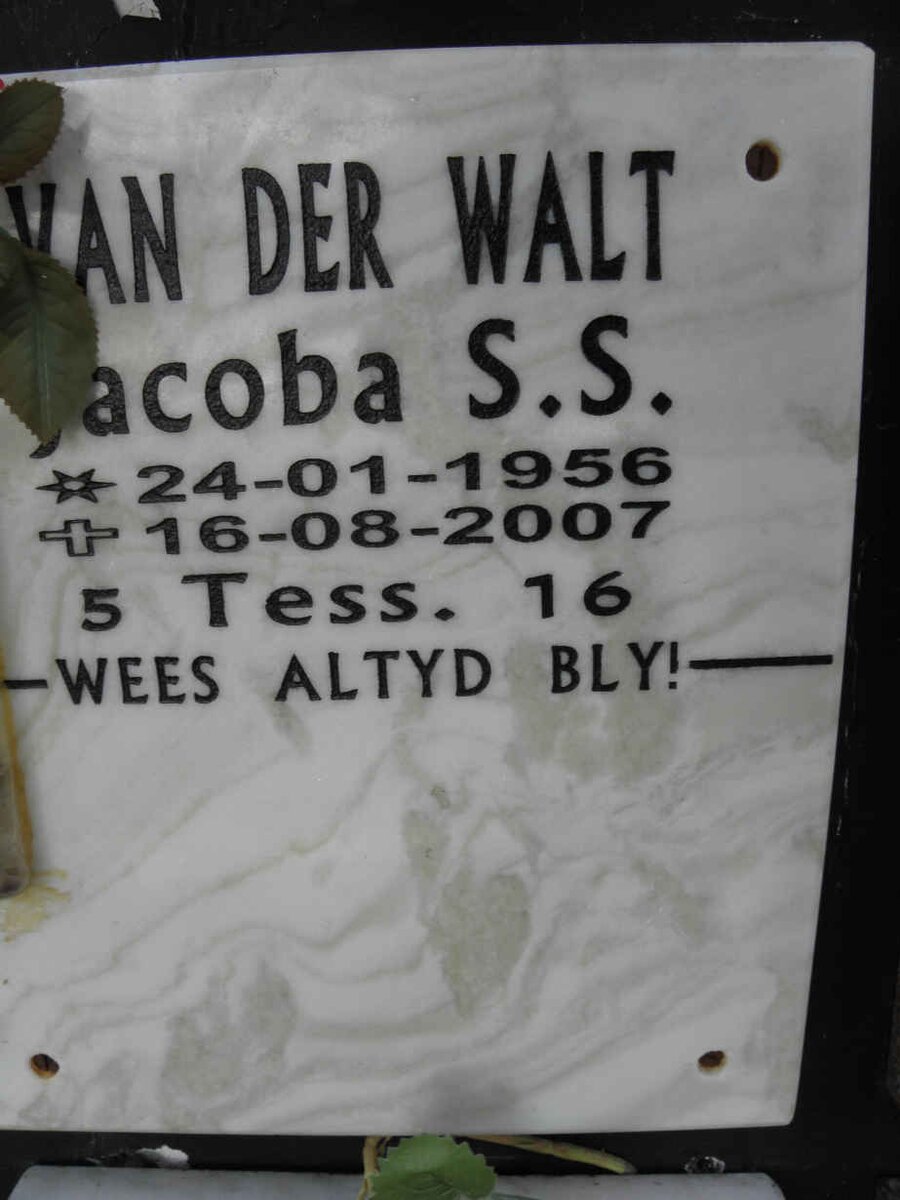 VAN DER WALT
Jacoba S.S.
24-01-1956
16-08-2007
5 Tess. 16
WEES ALTYD BLY!